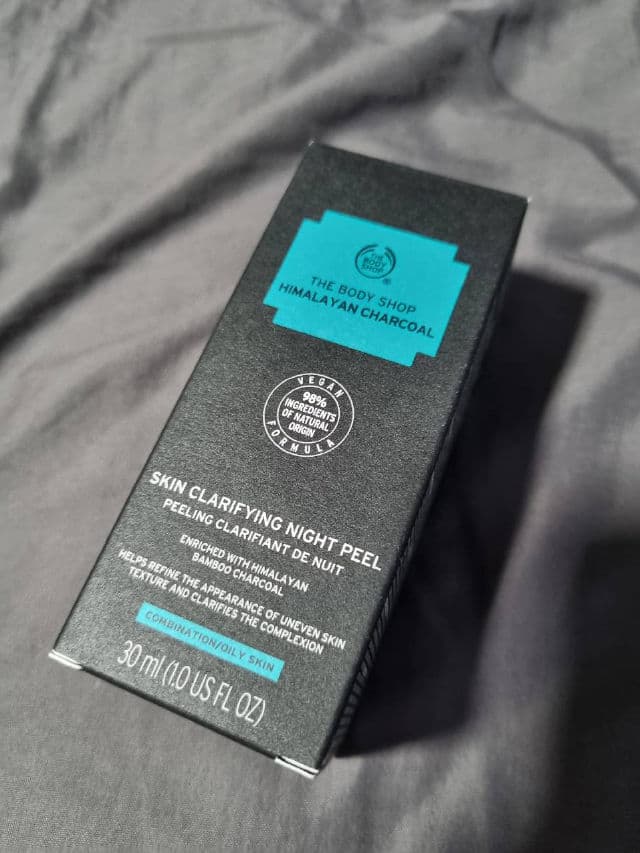 THE
BODY
SHOP
®
THE BODY SHOP
HIMALAYAN CHARCOAL
VEGAN
98%
INGREDIENTS
OF NATURAL
ORIGIN
FORMULA
SKIN CLARIFYING NIGHT PEEL
PEELING CLARIFIANT DE NUIT
ENRICHED WITH HIMALAYAN
BAMBOO CHARCOAL
HELPS REFINE THE APPEARANCE OF UNEVEN SKIN
TEXTURE AND CLARIFIES THE COMPLEXION
COMBINATION/OILY SKIN
30 ml (1.0 US FL OZ)